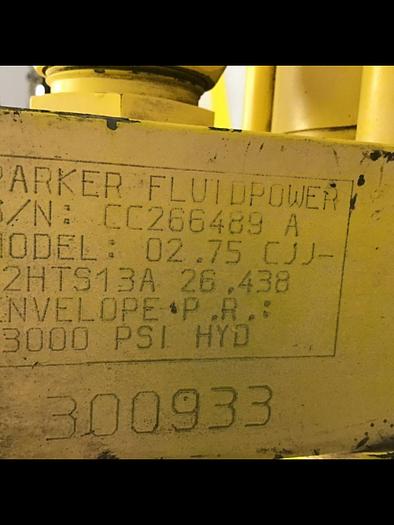 PARKER FLUIDPOWER
S/N: CC266489 A
MODEL: 02.75 CJJ-
2HTS13A 26.438
ENVELOPE P.R.:
3000 PSI HYD
300933